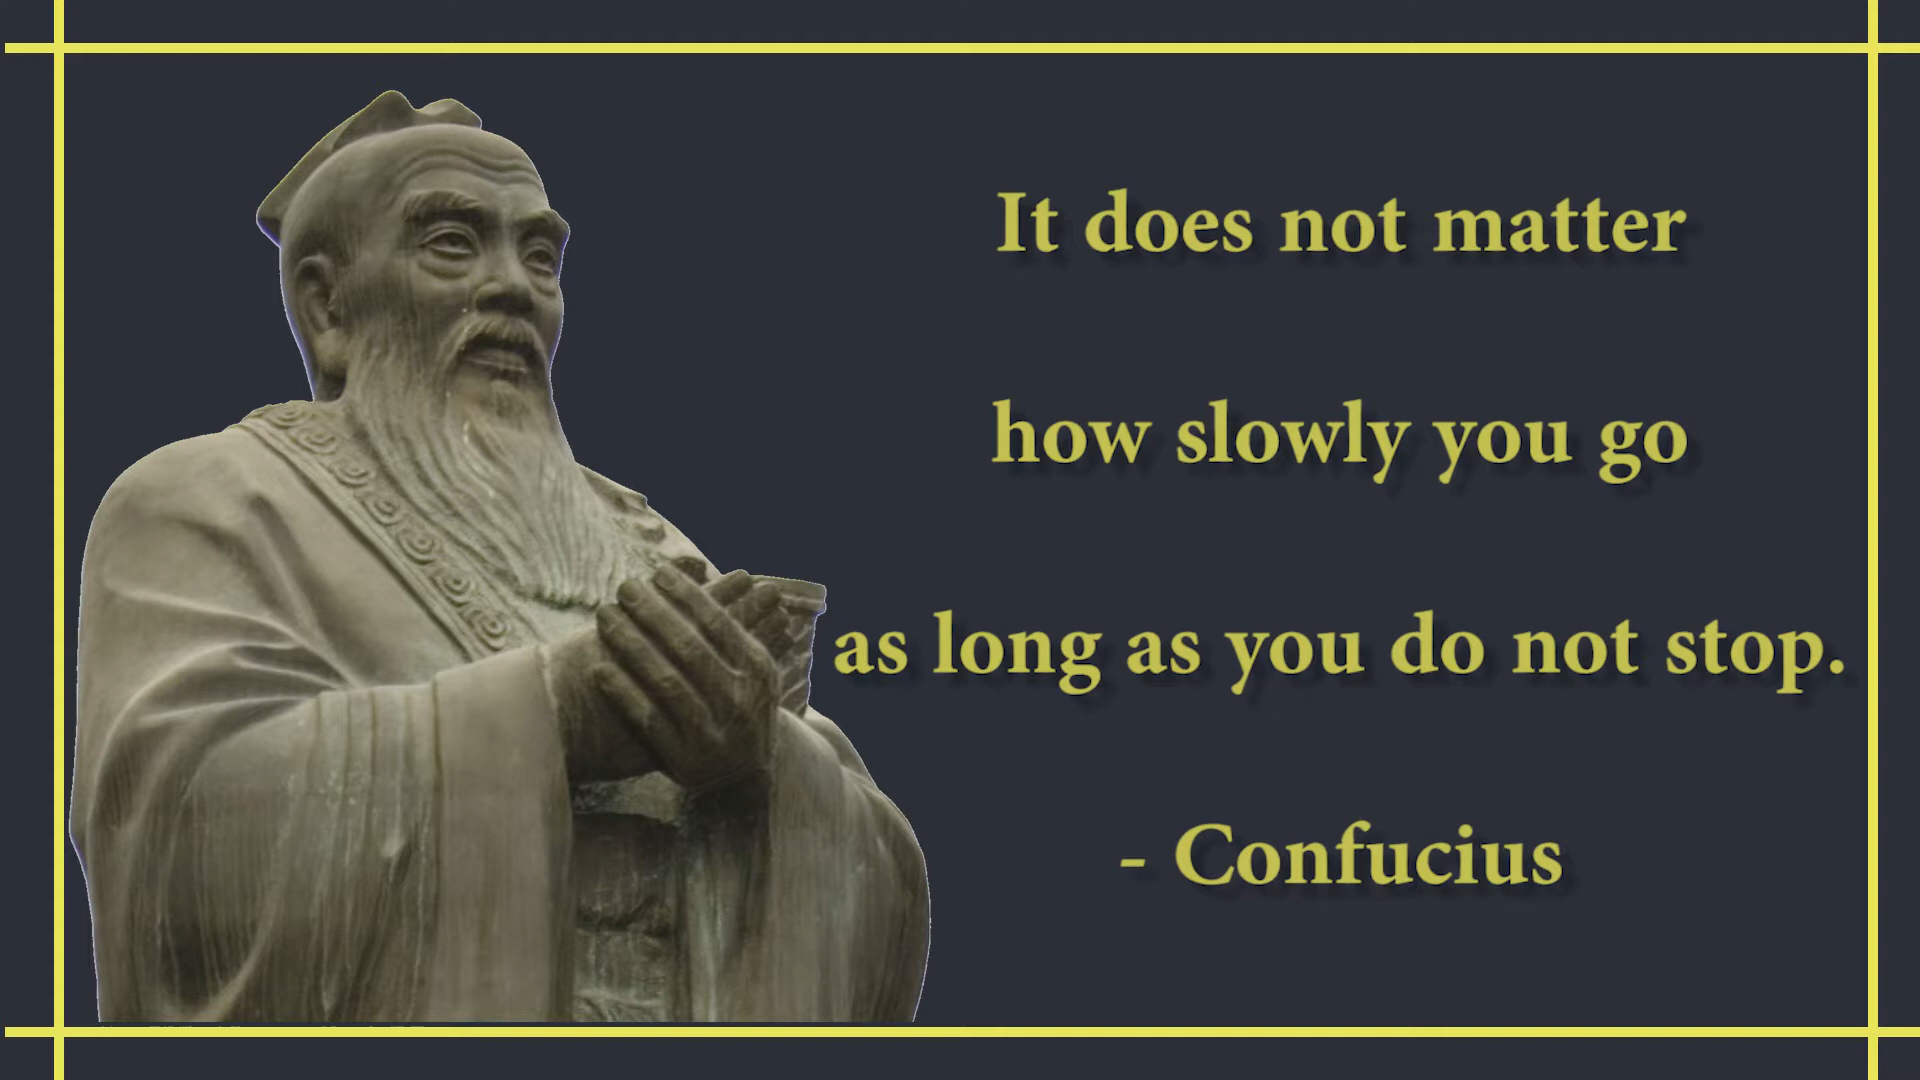 It does not matter
how slowly you go
as long as you do not stop.
- Confucius